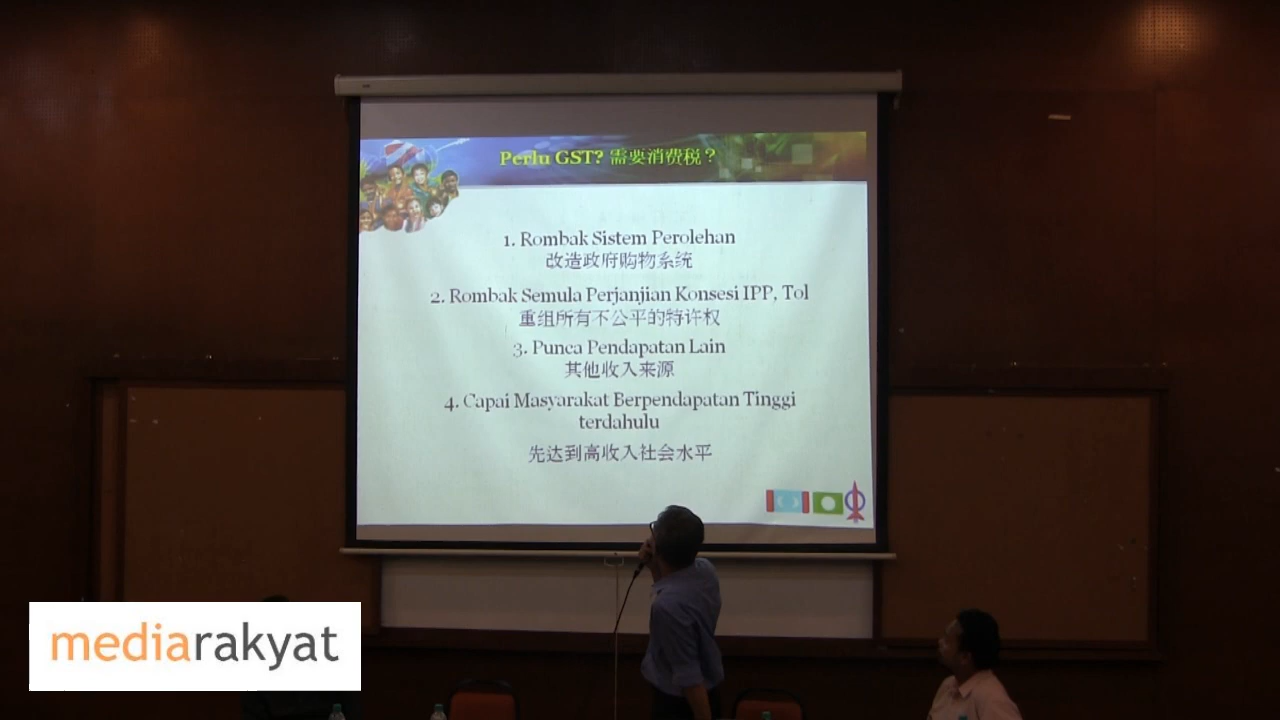 Perlu GST? 需要消费税？
1. Rombak Sistem Perolehan
改造政府购物系统
2. Rombak Semula Perjanjian Konsesi IPP, Tol
重组所有不公平的特许权
3. Punca Pendapatan Lain
其他收入来源
4. Capai Masyarakat Berpendapatan Tinggi
terdahulu
先达到高收入社会水平
mediarakyat